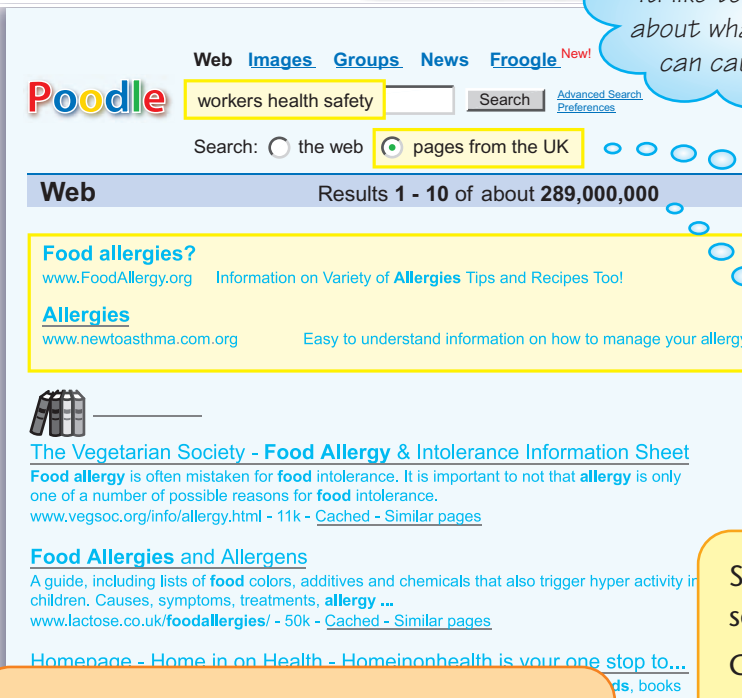 I'd like to
about wha
can cau
Web Images Groups News Froogle New!
Poodle
workers health safety
Search
Advanced Search
Preferences
Search: the web pages from the UK
Web Results 1 - 10 of about 289,000,000
Food allergies?
www.FoodAllergy.org Information on Variety of Allergies Tips and Recipes Too!
Allergies
www.newtoasthma.com.org Easy to understand information on how to manage your allergy
The Vegetarian Society - Food Allergy & Intolerance Information Sheet
Food allergy is often mistaken for food intolerance. It is important to not that allergy is only
one of a number of possible reasons for food intolerance.
www.vegsoc.org/info/allergy.html - 11k - Cached - Similar pages
Food Allergies and Allergens
A guide, including lists of food colors, additives and chemicals that also trigger hyper activity in
children. Causes, symptoms, treatments, allergy ...
www.lactose.co.uk/foodallergies/ - 50k - Cached - Similar pages
Homepage - Home in on Health - Homeinonhealth is your one stop to...
ds, books